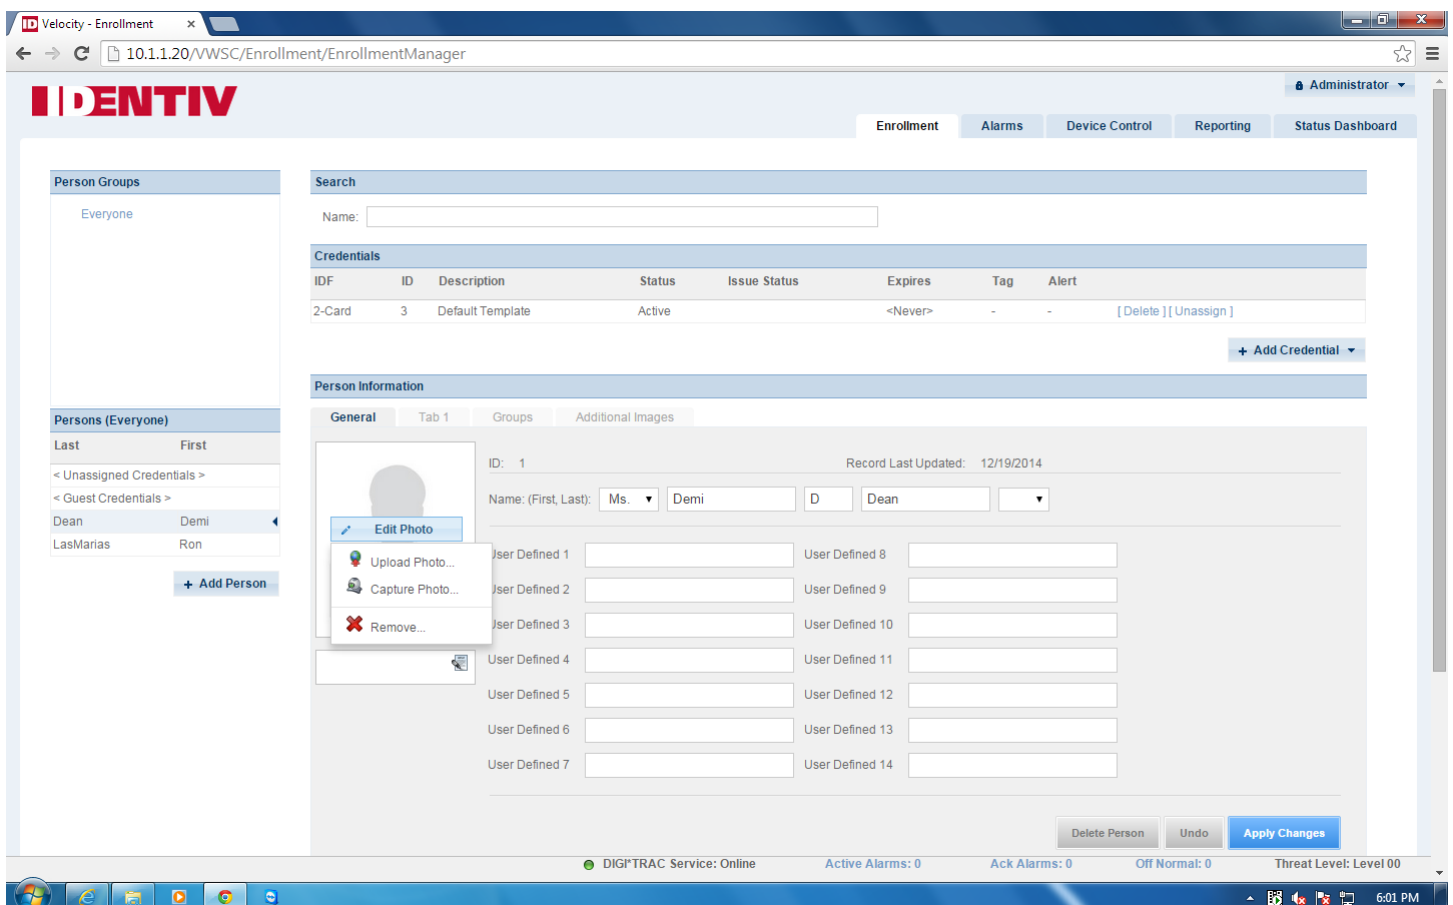 Velocity - Enrollment
10.1.1.20/VWSC/Enrollment/EnrollmentManager
IDENTIV
Administrator
Enrollment Alarms Device Control Reporting Status Dashboard
Person Groups
Everyone
Search
Name:
Credentials
IDF ID Description Status Issue Status Expires Tag Alert
2-Card 3 Default Template Active <Never> - - [ Delete ] [ Unassign ]
+ Add Credential
Person Information
General Tab 1 Groups Additional Images
Persons (Everyone)
Last First
< Unassigned Credentials >
< Guest Credentials >
Dean Demi
LasMarias Ron
+ Add Person
ID: 1 Record Last Updated: 12/19/2014
Name: (First, Last): Ms. Demi D Dean
Edit Photo
Upload Photo...
Capture Photo...
Remove...
User Defined 1 User Defined 8
User Defined 2 User Defined 9
User Defined 3 User Defined 10
User Defined 4 User Defined 11
User Defined 5 User Defined 12
User Defined 6 User Defined 13
User Defined 7 User Defined 14
Delete Person Undo Apply Changes
DIGI*TRAC Service: Online Active Alarms: 0 Ack Alarms: 0 Off Normal: 0 Threat Level: Level 00
6:01 PM